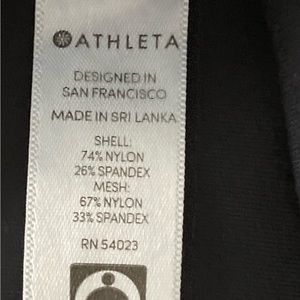 ATHLETA
DESIGNED IN
SAN FRANCISCO
MADE IN SRI LANKA
SHELL:
74% NYLON
26% SPANDEX
MESH:
67% NYLON
33% SPANDEX
RN 54023